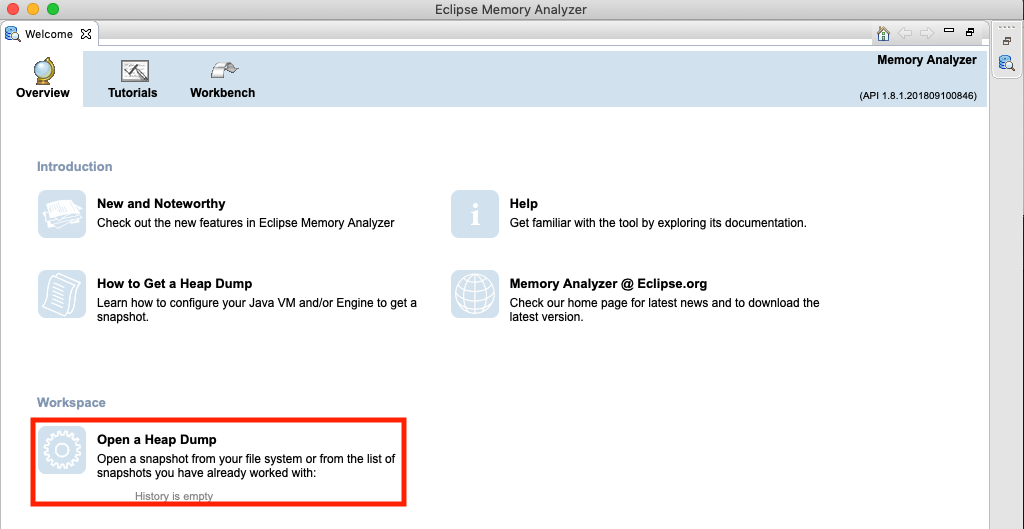 Eclipse Memory Analyzer
Welcome
Overview
Tutorials
Workbench
Memory Analyzer
(API 1.8.1.201809100846)
Introduction
New and Noteworthy
Check out the new features in Eclipse Memory Analyzer
Help
Get familiar with the tool by exploring its documentation.
How to Get a Heap Dump
Learn how to configure your Java VM and/or Engine to get a
snapshot.
Memory Analyzer @ Eclipse.org
Check our home page for latest news and to download the
latest version.
Workspace
Open a Heap Dump
Open a snapshot from your file system or from the list of
snapshots you have already worked with:
History is empty